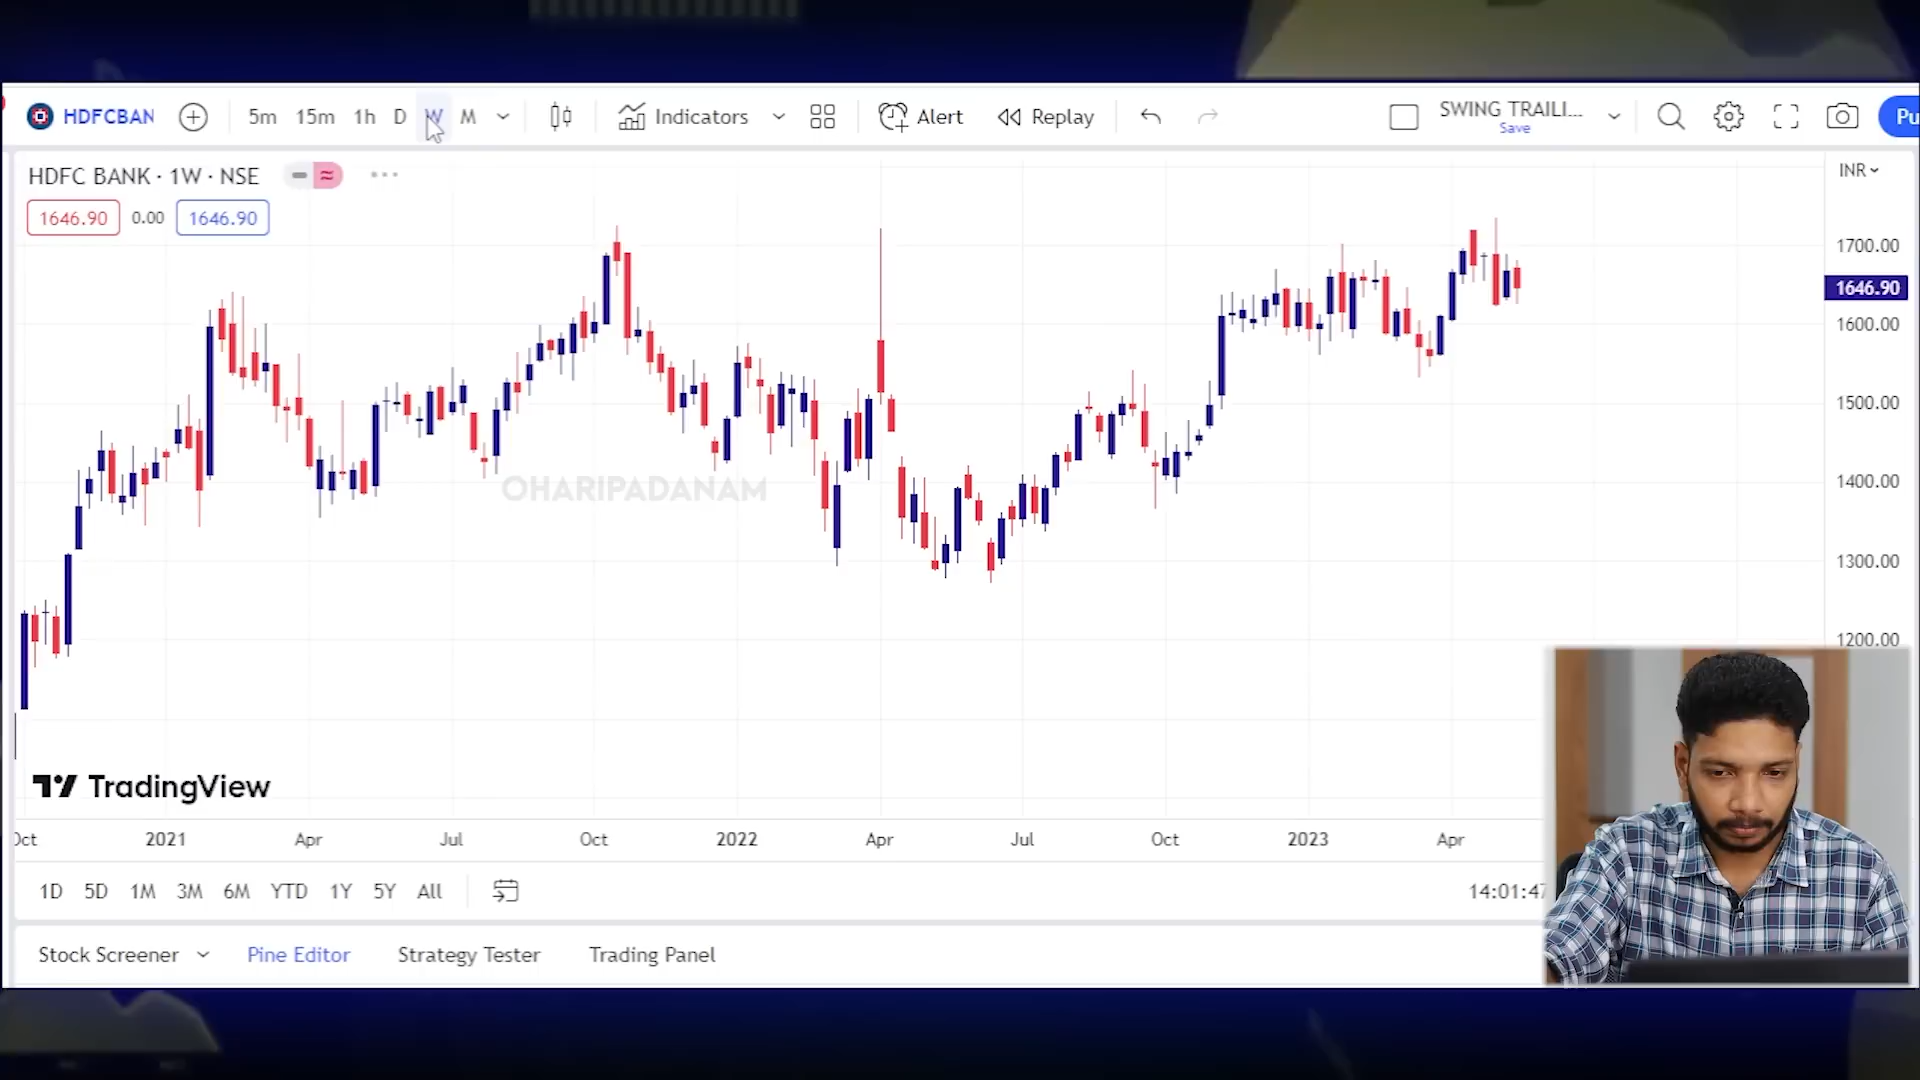 HDFCBAN 5m 15m 1h D W M Indicators Alert Replay SWING TRAILI... Pu
Save
HDFC BANK · 1W · NSE INR
1646.90 0.00 1646.90
1700.00
1646.90
1600.00
1500.00
1400.00
OHARIPADANAM
1300.00
1200.00
TradingView
Oct 2021 Apr Jul Oct 2022 Apr Jul Oct 2023 Apr
1D 5D 1M 3M 6M YTD 1Y 5Y All 14:01:47
Stock Screener Pine Editor Strategy Tester Trading Panel